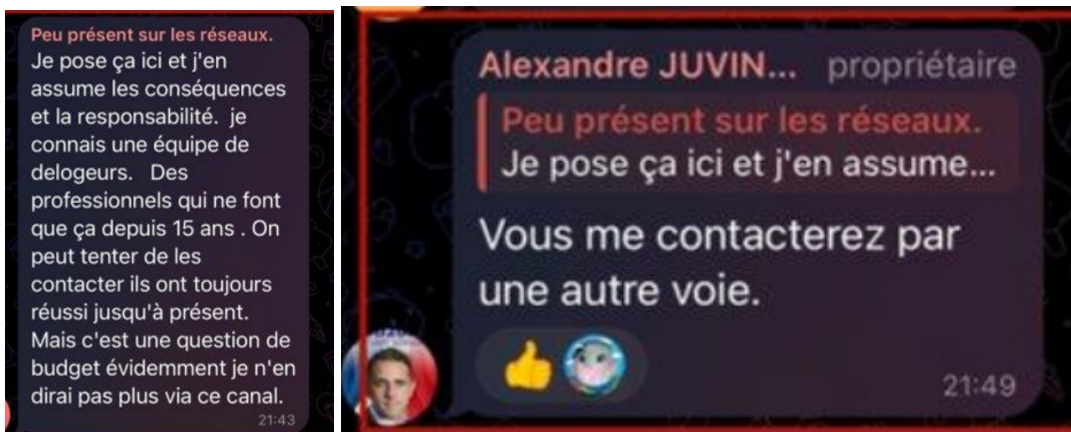 Peu présent sur les réseaux.
Je pose ça ici et j'en
assume les conséquences
et la responsabilité. je
connais une équipe de
delogeurs. Des
professionnels qui ne font
que ça depuis 15 ans . On
peut tenter de les
contacter ils ont toujours
réussi jusqu'à présent.
Mais c'est une question de
budget évidemment je n'en
dirai pas plus via ce canal.
21:43
Alexandre JUVIN... propriétaire
Peu présent sur les réseaux.
Je pose ça ici et j'en assume...
Vous me contacterez par
une autre voie.
21:49